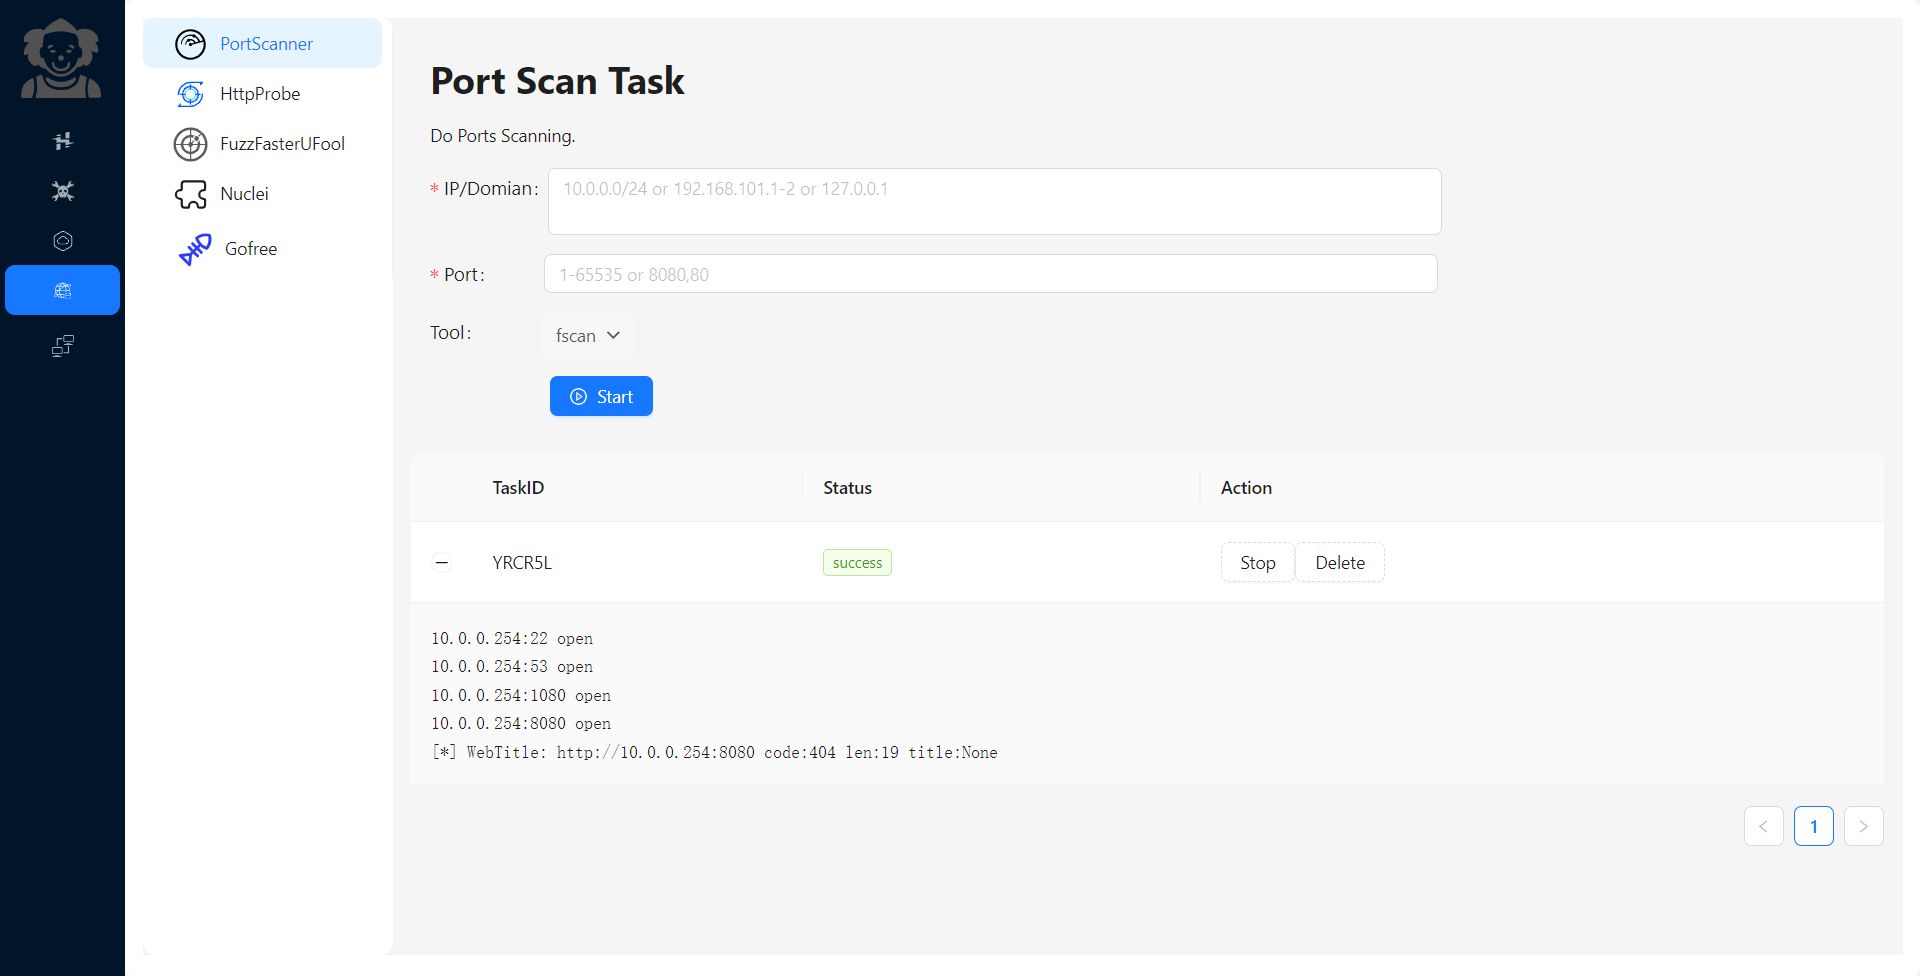 PortScanner
HttpProbe
FuzzFasterUFool
Nuclei
Gofree
Port Scan Task
Do Ports Scanning.
* IP/Domian: 10.0.0.0/24 or 192.168.101.1-2 or 127.0.0.1
* Port: 1-65535 or 8080,80
Tool: fscan
Start
TaskID Status Action
YRCR5L success Stop Delete
10.0.0.254:22 open
10.0.0.254:53 open
10.0.0.254:1080 open
10.0.0.254:8080 open
[*] WebTitle: http://10.0.0.254:8080 code:404 len:19 title:None
< 1 >